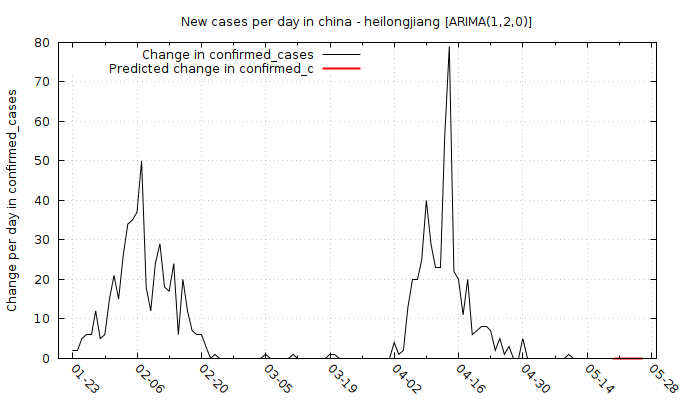 New cases per day in china - heilongjiang [ARIMA(1,2,0)]
Change in confirmed_cases
Predicted change in confirmed_c
Change per day in confirmed_cases
80
70
60
50
40
30
20
10
0
01-23 02-06 02-20 03-05 03-19 04-02 04-16 04-30 05-14 05-28